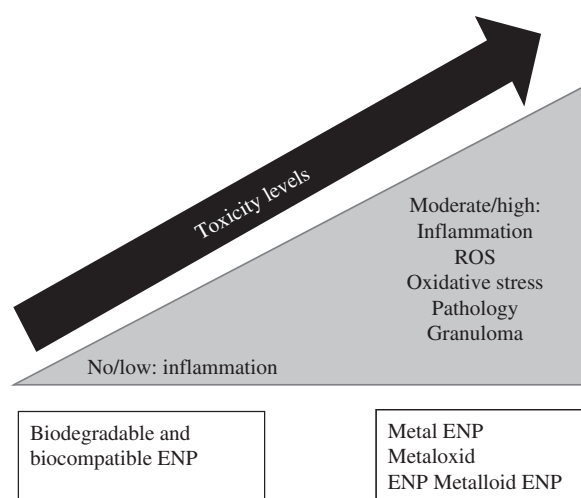 Toxicity levels
Moderate/high:
Inflammation
ROS
Oxidative stress
Pathology
Granuloma
No/low: inflammation
Biodegradable and
biocompatible ENP
Metal ENP
Metaloxid
ENP Metalloid ENP